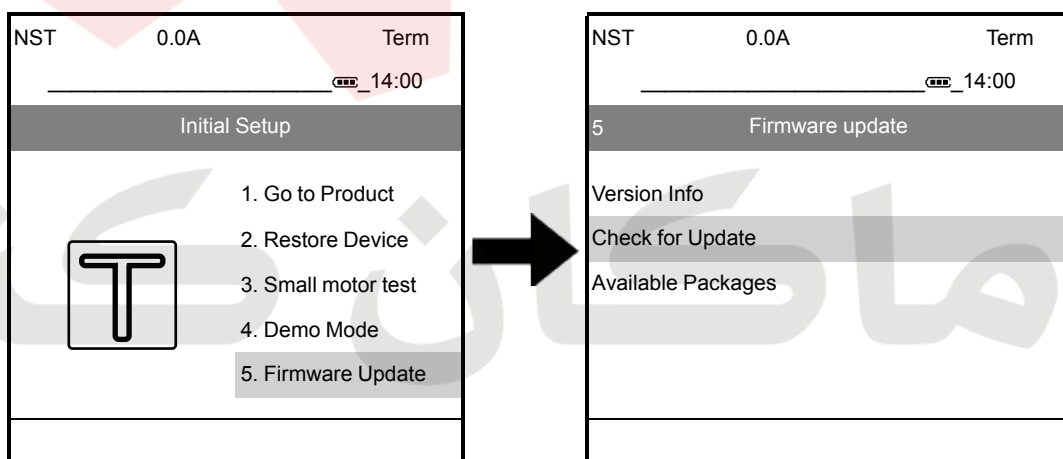 NST 0.0A Term
14:00
Initial Setup
1. Go to Product
2. Restore Device
3. Small motor test
4. Demo Mode
5. Firmware Update
NST 0.0A Term
14:00
5 Firmware update
Version Info
Check for Update
Available Packages
ماکان